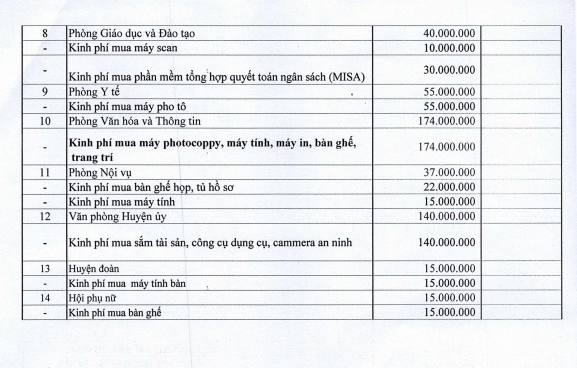 8 Phòng Giáo dục và Đào tạo 40.000.000
- Kinh phí mua máy scan 10.000.000
- Kinh phí mua phần mềm tổng hợp quyết toán ngân sách (MISA) 30.000.000
9 Phòng Y tế 55.000.000
- Kinh phí mua máy pho tô 55.000.000
10 Phòng Văn hóa và Thông tin 174.000.000
- Kinh phí mua máy photocoppy, máy tính, máy in, bàn ghế, 174.000.000
trang trí
11 Phòng Nội vụ 37.000.000
- Kinh phí mua bàn ghế họp, tủ hồ sơ 22.000.000
- Kinh phí mua máy tính 15.000.000
12 Văn phòng Huyện ủy 140.000.000
- Kinh phí mua sắm tài sản, công cụ dụng cụ, cammera an ninh 140.000.000
13 Huyện đoàn 15.000.000
- Kinh phí mua máy tính bàn 15.000.000
14 Hội phụ nữ 15.000.000
- Kinh phí mua bàn ghế 15.000.000